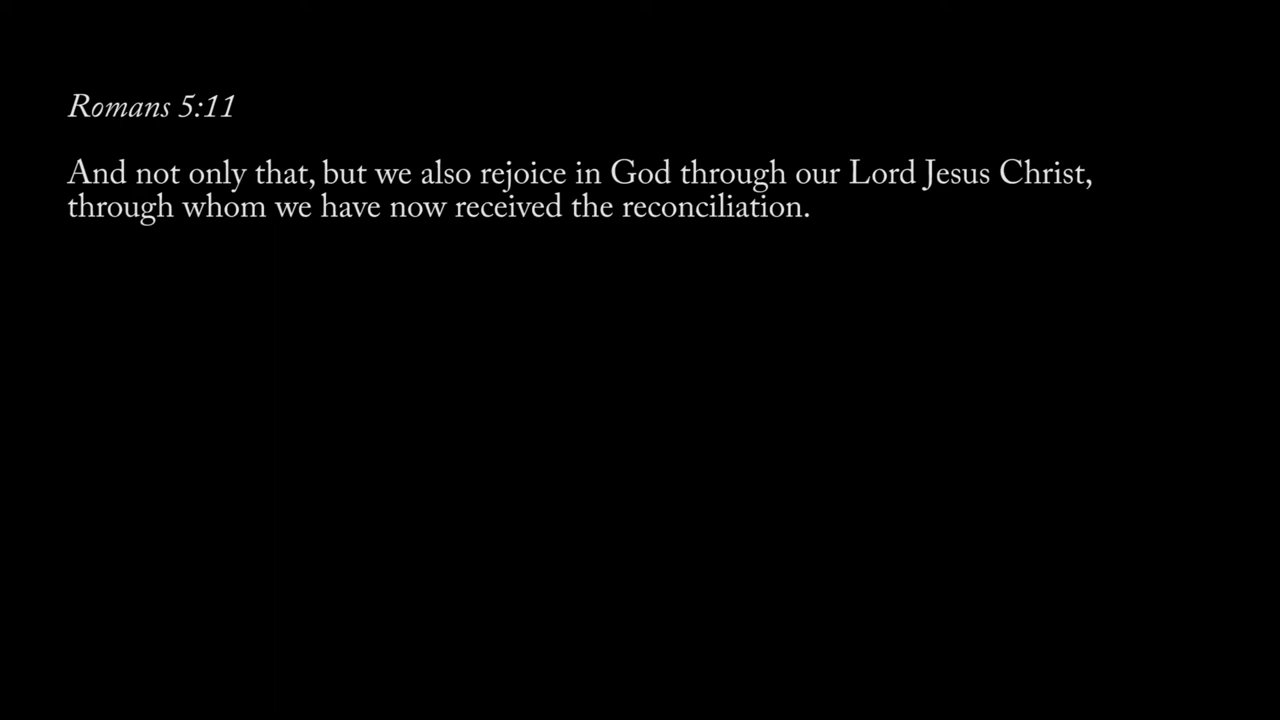 Romans 5:11
And not only that, but we also rejoice in God through our Lord Jesus Christ,
through whom we have now received the reconciliation.